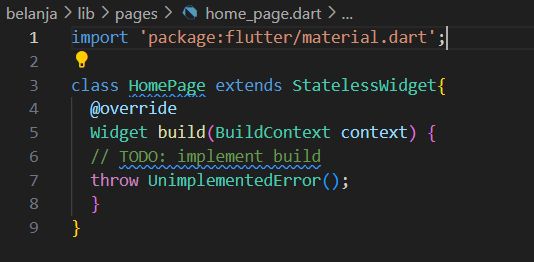 belanja > lib > pages > home_page.dart > ...
1 import 'package:flutter/material.dart';
2
3 class HomePage extends StatelessWidget{
4 @override
5 Widget build(BuildContext context) {
6 // TODO: implement build
7 throw UnimplementedError();
8 }
9 }